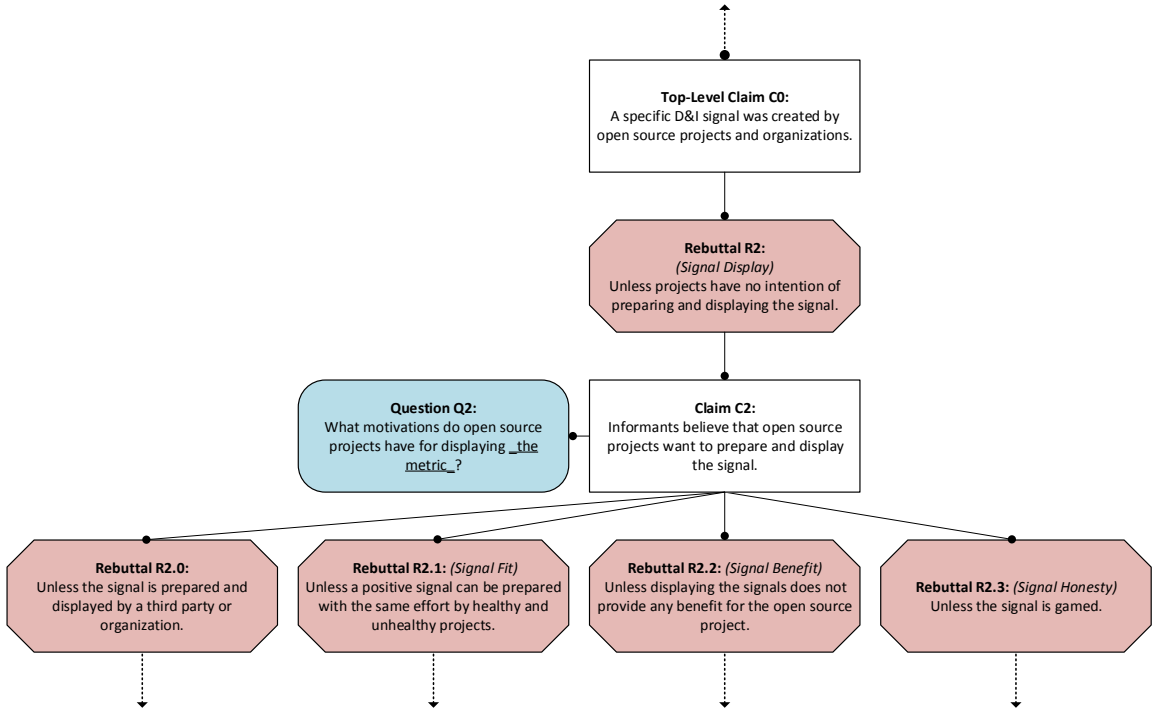 Top-Level Claim C0:
A specific D&I signal was created by
open source projects and organizations.
Rebuttal R2:
(Signal Display)
Unless projects have no intention of
preparing and displaying the signal.
Question Q2:
What motivations do open source
projects have for displaying _the
metric_?
Claim C2:
Informants believe that open source
projects want to prepare and display
the signal.
Rebuttal R2.0:
Unless the signal is prepared and
displayed by a third party or
organization.
Rebuttal R2.1: (Signal Fit)
Unless a positive signal can be prepared
with the same effort by healthy and
unhealthy projects.
Rebuttal R2.2: (Signal Benefit)
Unless displaying the signals does not
provide any benefit for the open source
project.
Rebuttal R2.3: (Signal Honesty)
Unless the signal is gamed.